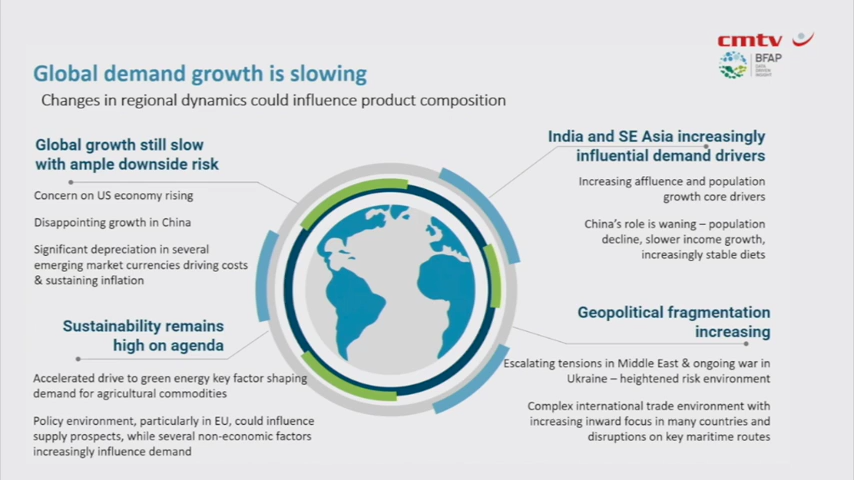 cmtv
BFAP
Global demand growth is slowing
Changes in regional dynamics could influence product composition
Global growth still slow
with ample downside risk
Concern on US economy rising
Disappointing growth in China
Significant depreciation in several
emerging market currencies driving costs
& sustaining inflation
India and SE Asia increasingly
influential demand drivers
Increasing affluence and population
growth core drivers
China's role is waning – population
decline, slower income growth,
increasingly stable diets
Sustainability remains
high on agenda
Accelerated drive to green energy key factor shaping
demand for agricultural commodities
Policy environment, particularly in EU, could influence
supply prospects, while several non-economic factors
increasingly influence demand
Geopolitical fragmentation
increasing
Escalating tensions in Middle East & ongoing war in
Ukraine – heightened risk environment
Complex international trade environment with
increasing inward focus in many countries and
disruptions on key maritime routes